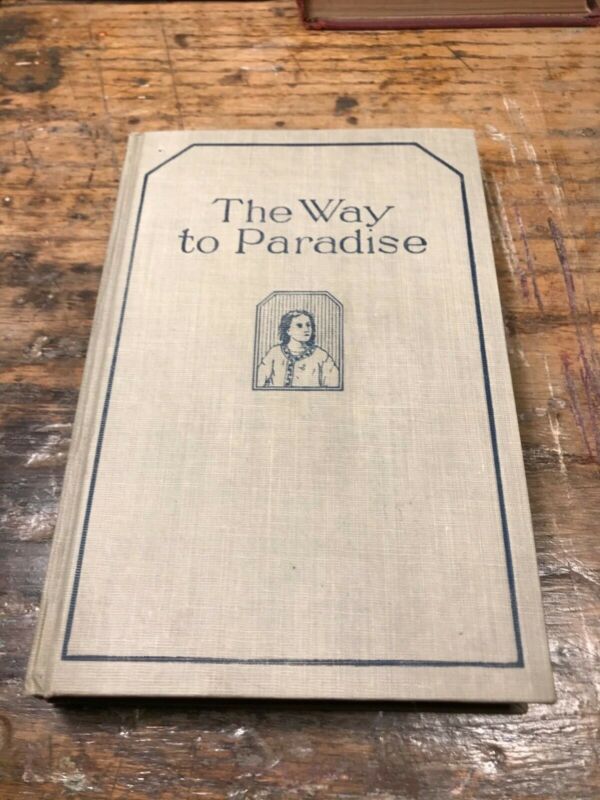 The Way
to Paradise